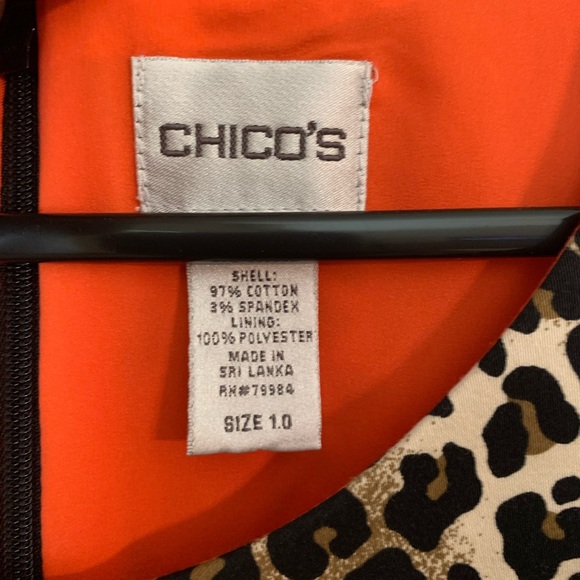 CHICO'S
SHELL:
97% COTTON
3% SPANDEX
LINING:
100% POLYESTER
MADE IN
SRI LANKA
RN#79984
SIZE 1.0